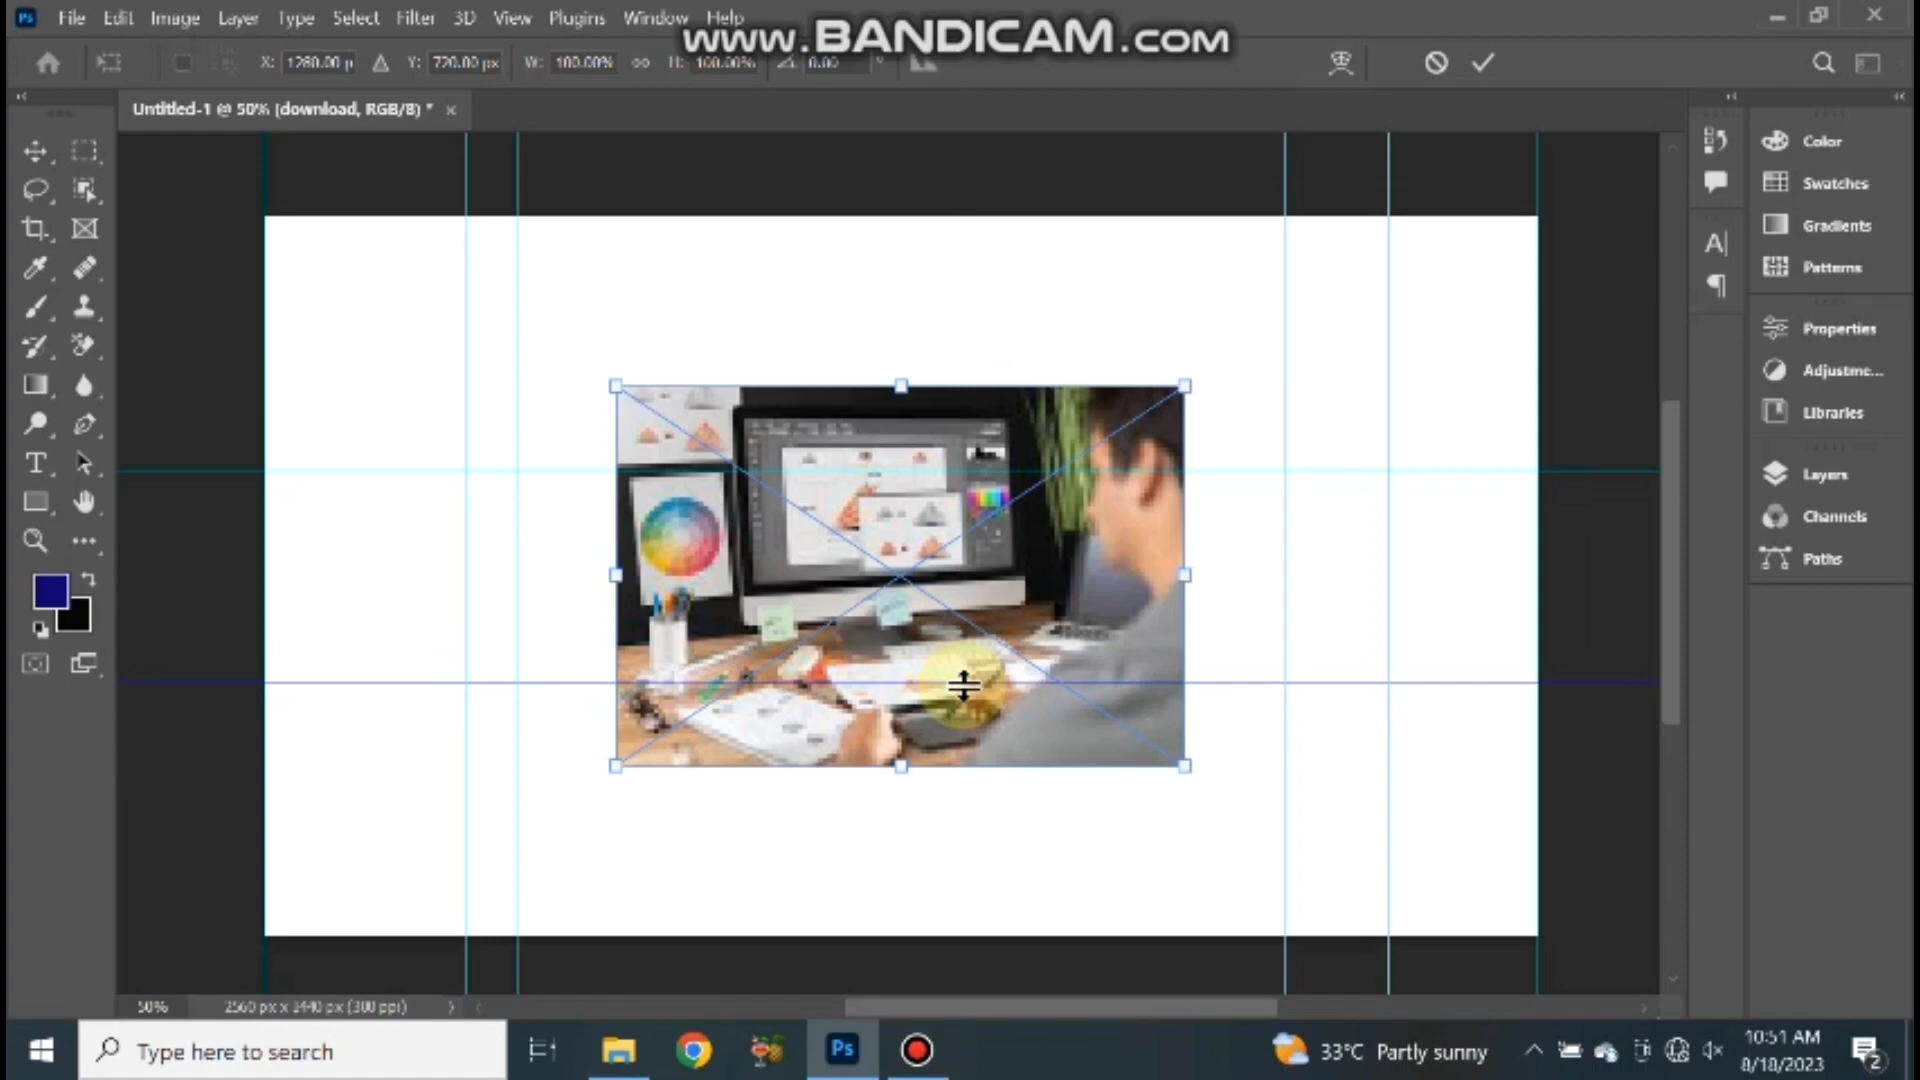 Ps File Edit Image Layer Type Select Filter 3D View Plugins Window Help
www.BANDICAM.com
X: 1280.00 p Y: 720.00 px W: 100.00% H: 100.00% 0.00 °
Untitled-1 @ 50% (download, RGB/8) * ×
Color
Swatches
Gradients
Patterns
Properties
Adjustme...
Libraries
Layers
Channels
Paths
50% 2560 px x 1440 px (300 ppi)
Type here to search
Ps
33°C Partly sunny
10:51 AM
8/18/2023
2